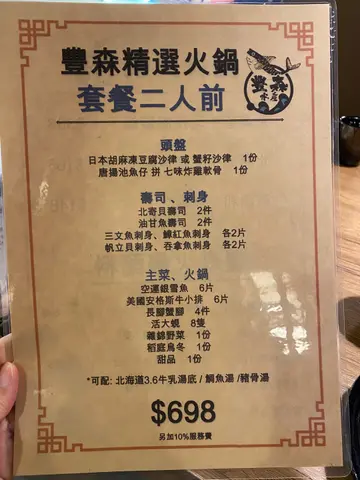 豐森精選火鍋
套餐二人前
豐森
水產
頭盤
日本胡麻凍豆腐沙律 或 蟹籽沙律 1份
唐揚池魚仔 拼 七味炸雞軟骨 1份
壽司、刺身
北寄貝壽司 2件
油甘魚壽司 2件
三文魚刺身、鱆紅魚刺身 各2片
帆立貝刺身、吞拿魚刺身 各2片
主菜、火鍋
空運銀雪魚 6片
美國安格斯牛小排 6片
長腳蟹腳 4件
活大蜆 8隻
雜錦野菜 1份
稻庭烏冬 1份
甜品 1份
*可配: 北海道3.6牛乳湯底 / 鯛魚湯 /豬骨湯
$698
另加10%服務費